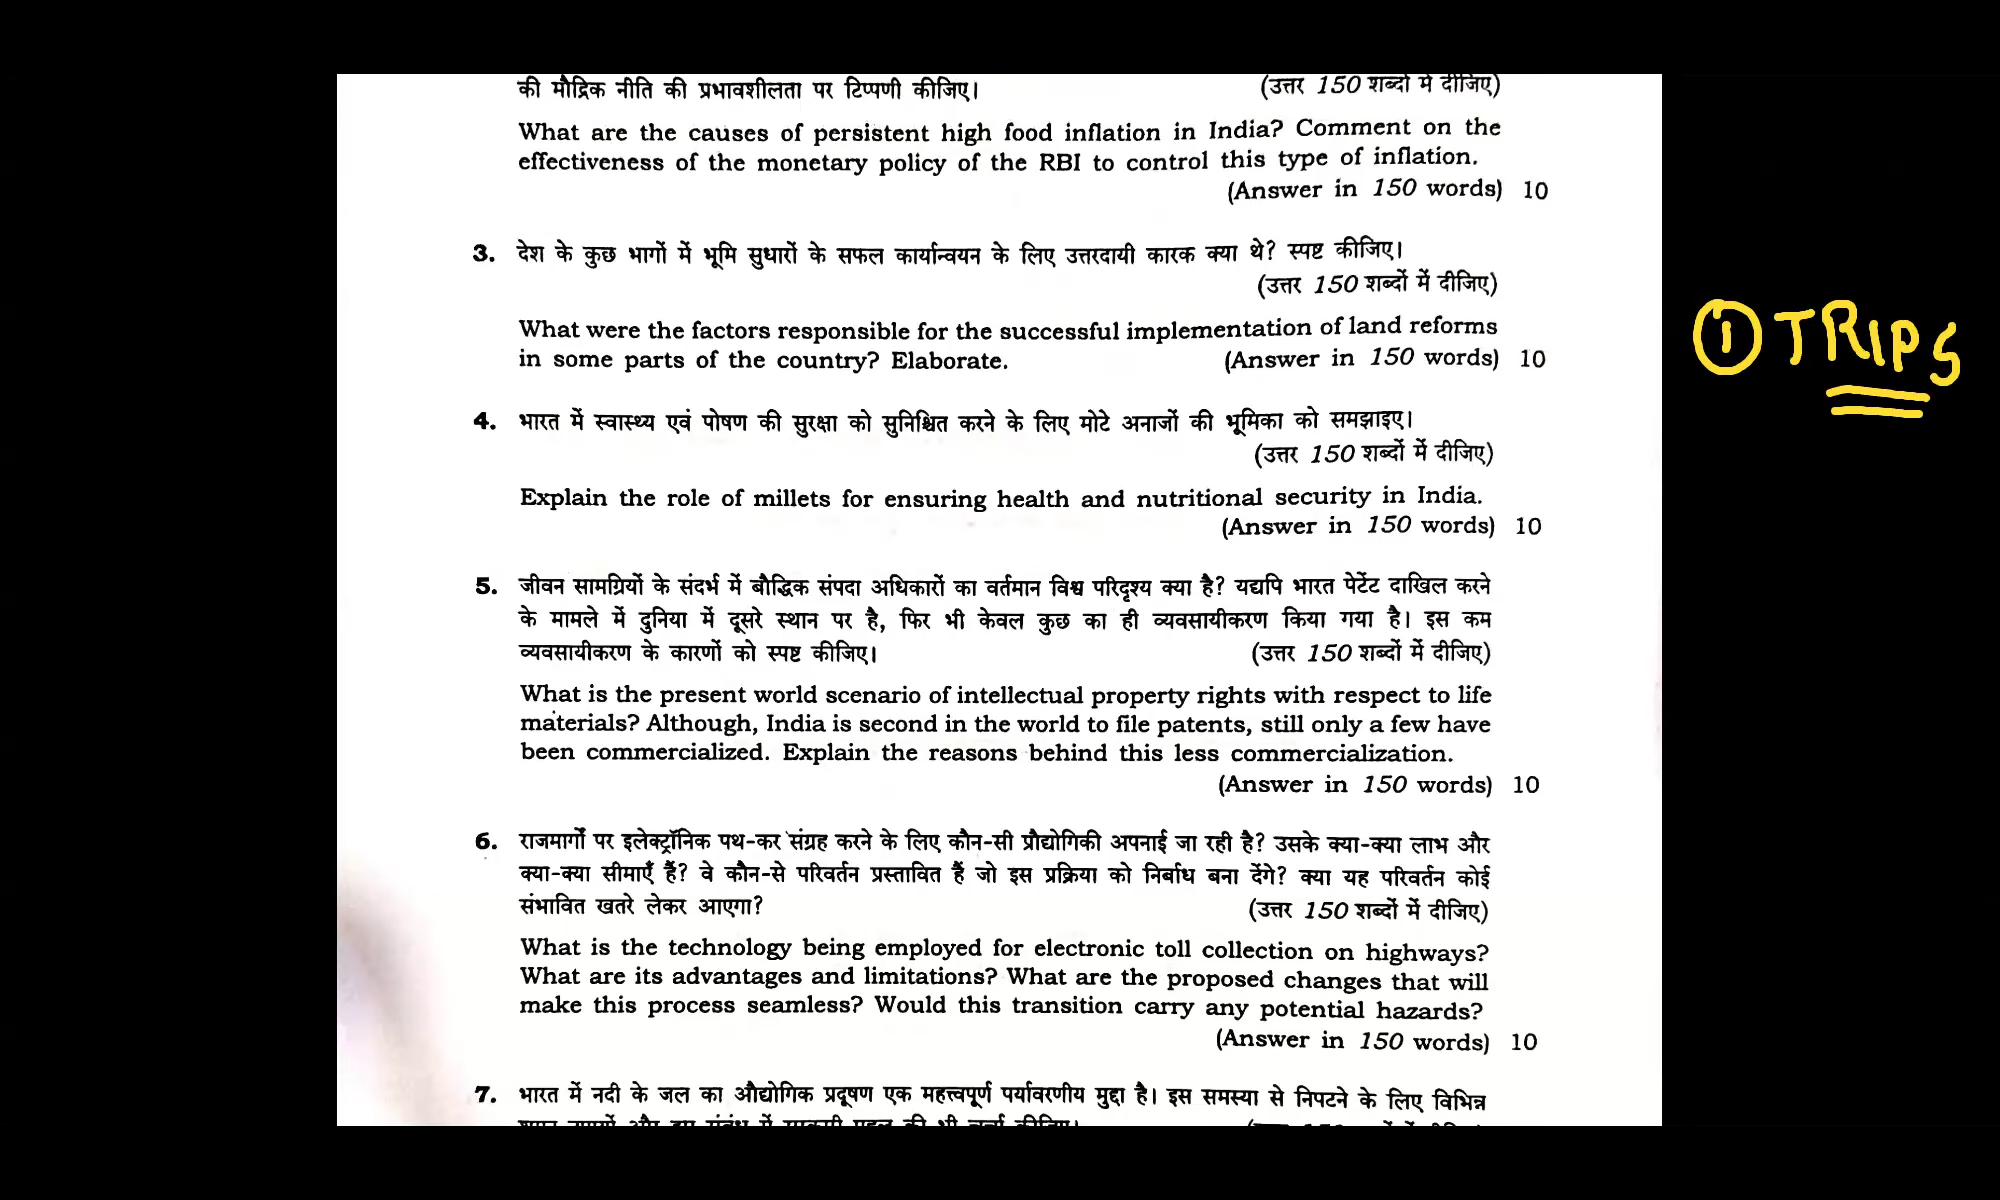 की मौद्रिक नीति की प्रभावशीलता पर टिप्पणी कीजिए।
(उत्तर 150 शब्दों में दीजिए)
What are the causes of persistent high food inflation in India? Comment on the
effectiveness of the monetary policy of the RBI to control this type of inflation.
(Answer in 150 words) 10
3. देश के कुछ भागों में भूमि सुधारों के सफल कार्यान्वयन के लिए उत्तरदायी कारक क्या थे? स्पष्ट कीजिए।
(उत्तर 150 शब्दों में दीजिए)
What were the factors responsible for the successful implementation of land reforms
in some parts of the country? Elaborate. (Answer in 150 words) 10
4. भारत में स्वास्थ्य एवं पोषण की सुरक्षा को सुनिश्चित करने के लिए मोटे अनाजों की भूमिका को समझाइए।
(उत्तर 150 शब्दों में दीजिए)
Explain the role of millets for ensuring health and nutritional security in India.
(Answer in 150 words) 10
5. जीवन सामग्रियों के संदर्भ में बौद्धिक संपदा अधिकारों का वर्तमान विश्व परिदृश्य क्या है? यद्यपि भारत पेटेंट दाखिल करने
के मामले में दुनिया में दूसरे स्थान पर है, फिर भी केवल कुछ का ही व्यवसायीकरण किया गया है। इस कम
व्यवसायीकरण के कारणों को स्पष्ट कीजिए। (उत्तर 150 शब्दों में दीजिए)
What is the present world scenario of intellectual property rights with respect to life
materials? Although, India is second in the world to file patents, still only a few have
been commercialized. Explain the reasons behind this less commercialization.
(Answer in 150 words) 10
6. राजमार्गों पर इलेक्ट्रॉनिक पथ-कर संग्रह करने के लिए कौन-सी प्रौद्योगिकी अपनाई जा रही है? उसके क्या-क्या लाभ और
क्या-क्या सीमाएँ हैं? वे कौन-से परिवर्तन प्रस्तावित हैं जो इस प्रक्रिया को निर्बाध बना देंगे? क्या यह परिवर्तन कोई
संभावित खतरे लेकर आएगा? (उत्तर 150 शब्दों में दीजिए)
What is the technology being employed for electronic toll collection on highways?
What are its advantages and limitations? What are the proposed changes that will
make this process seamless? Would this transition carry any potential hazards?
(Answer in 150 words) 10
7. भारत में नदी के जल का औद्योगिक प्रदूषण एक महत्त्वपूर्ण पर्यावरणीय मुद्दा है। इस समस्या से निपटने के लिए विभिन्न
① TRIPS